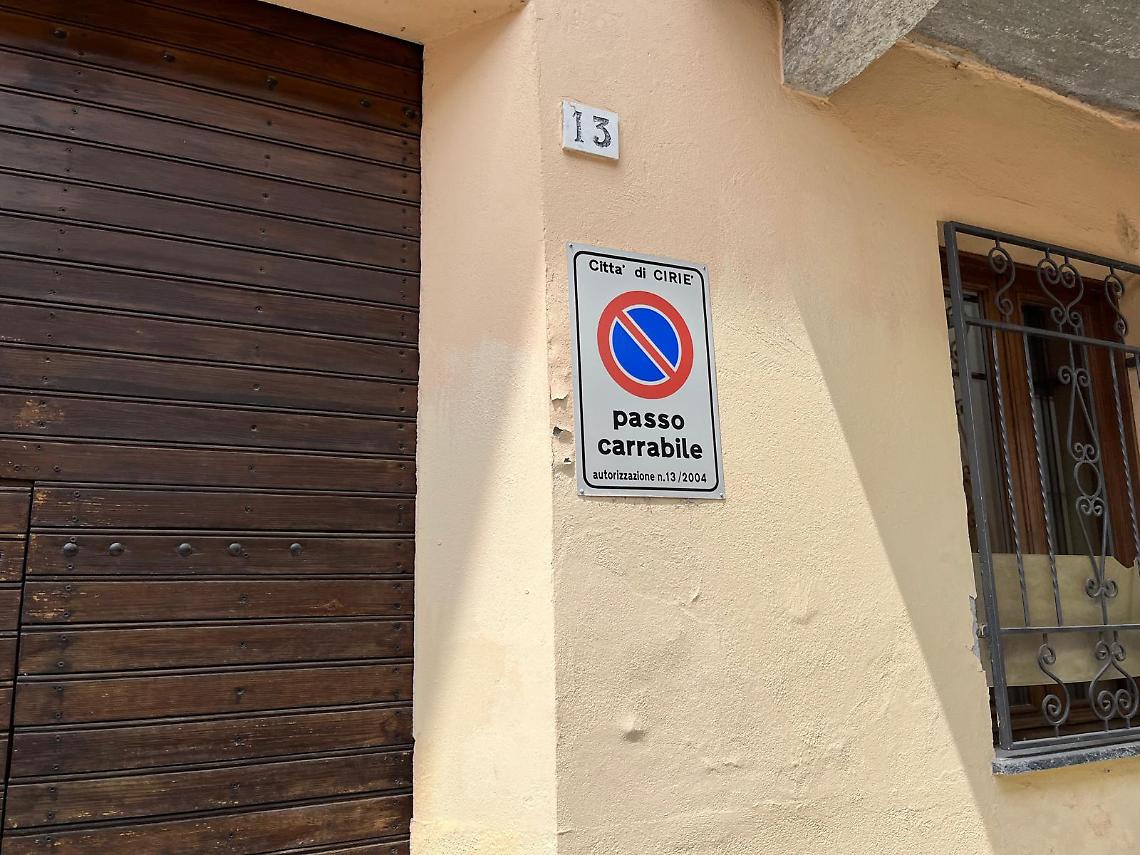 13
Citta' di CIRIE'
passo
carrabile
autorizzazione n.13/2004